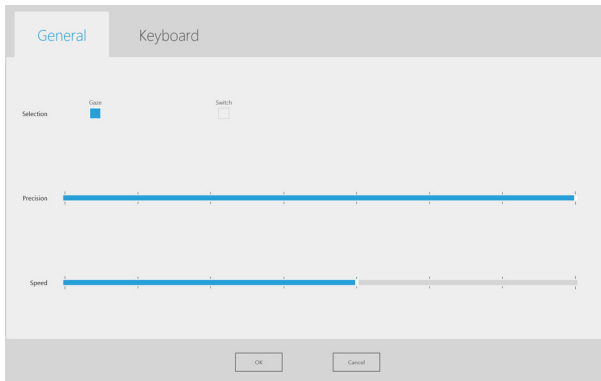 General Keyboard
Gaze Switch
Selection
Precision
Speed
OK Cancel